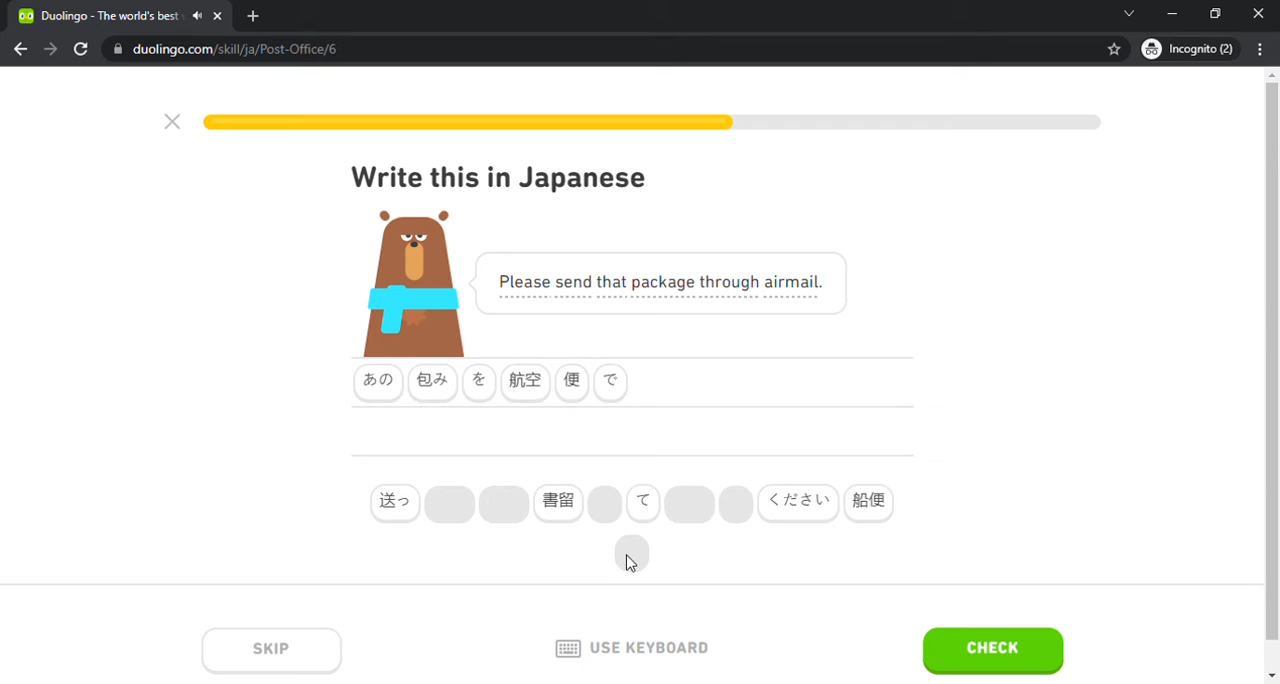 Duolingo - The world's best
duolingo.com/skill/ja/Post-Office/6
Incognito (2)
Write this in Japanese
Please send that package through airmail.
あの 包み を 航空 便 で
送っ 書留 て ください 船便
SKIP
USE KEYBOARD
CHECK